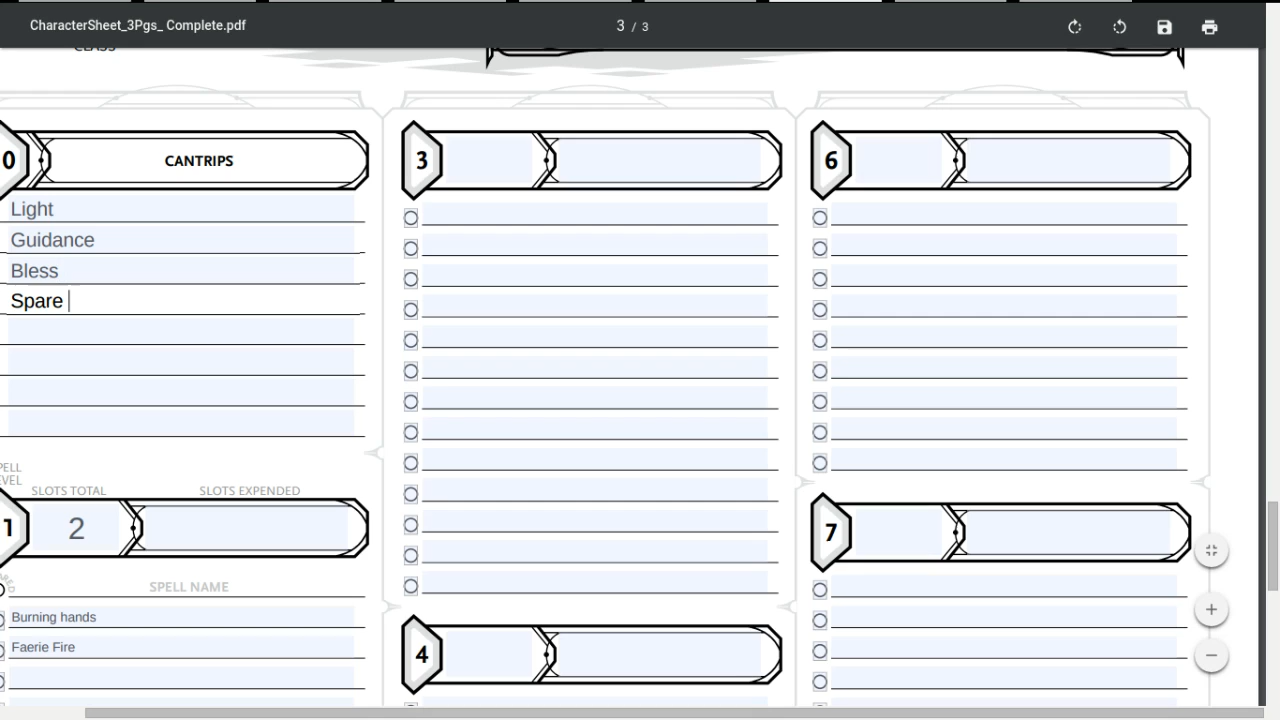 CharacterSheet_3Pgs_ Complete.pdf
3 / 3
CLASS
0
CANTRIPS
Light
Guidance
Bless
Spare
SLOTS TOTAL
SLOTS EXPENDED
1
2
SPELL NAME
Burning hands
Faerie Fire
3
4
6
7